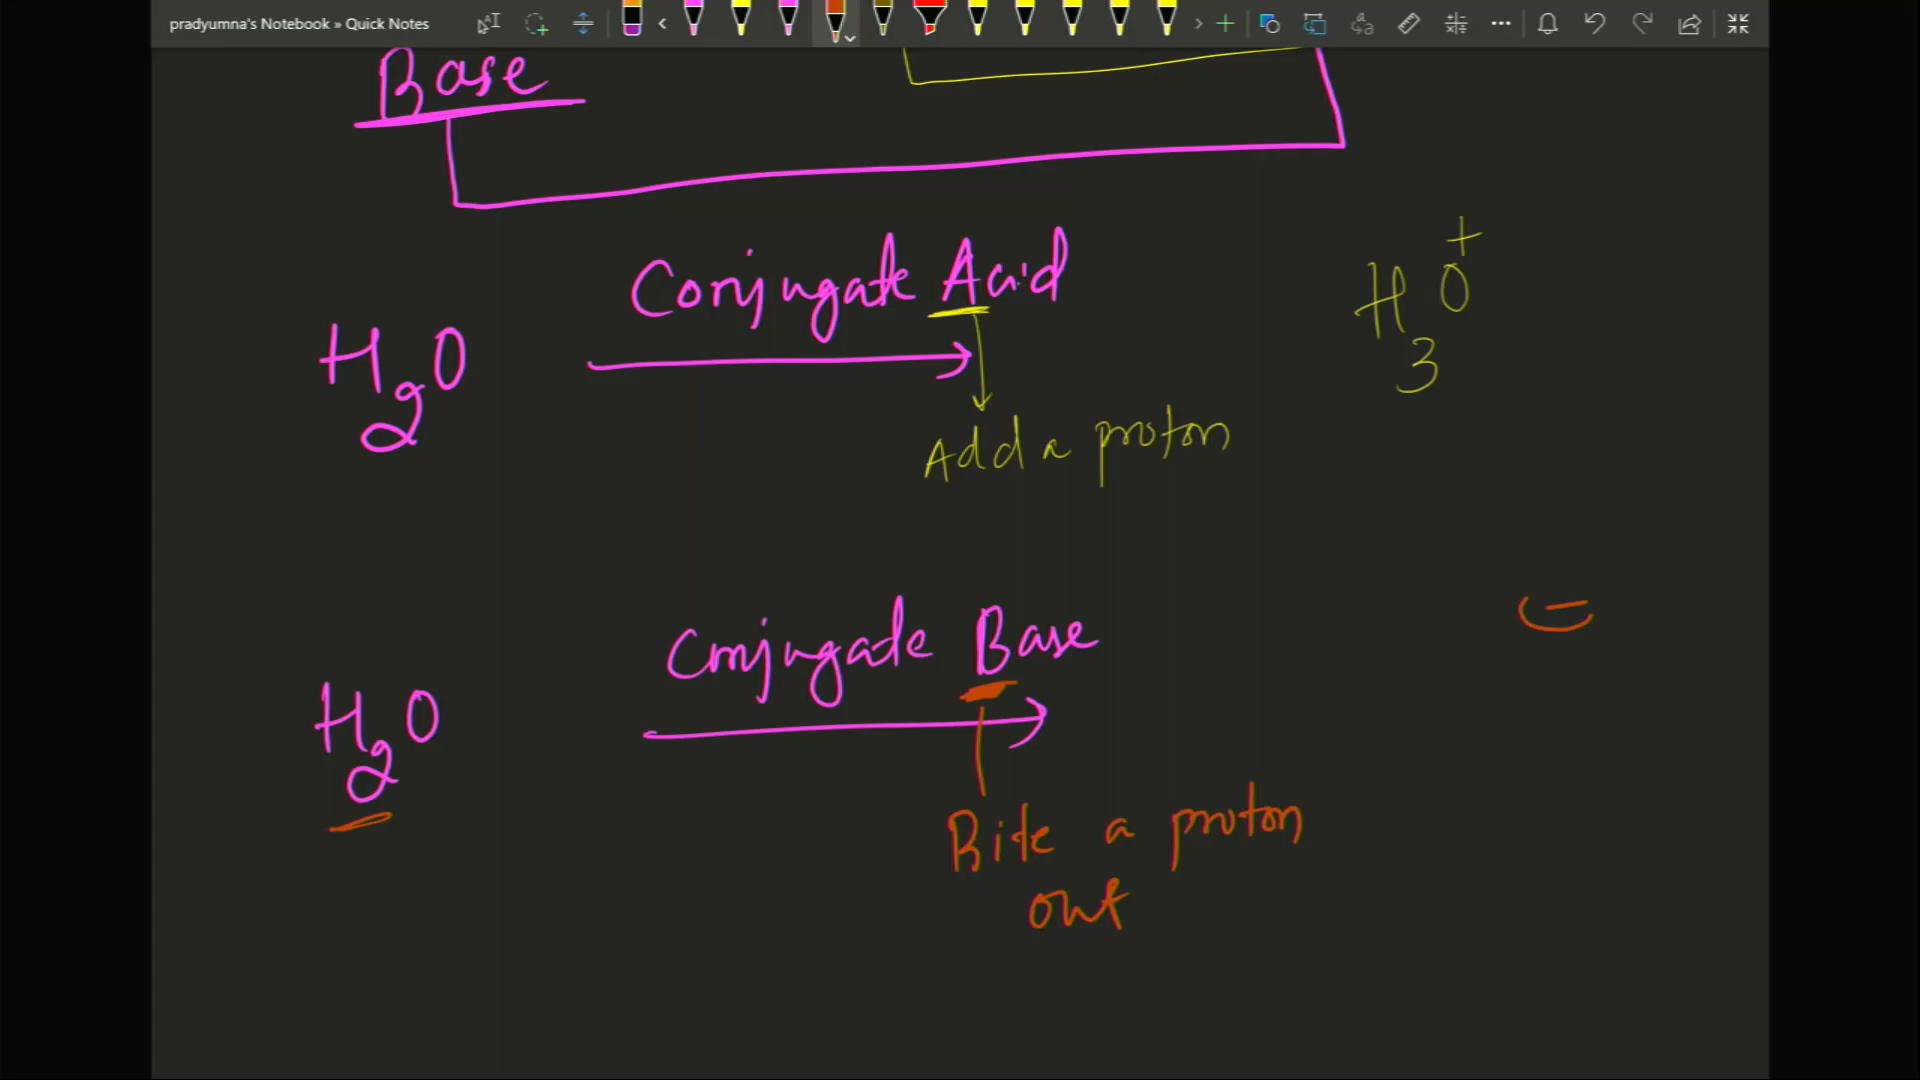 pradyumna's Notebook » Quick Notes
Base
Conjugate Acid
H₃O⁺
H₂O
Add a proton
Conjugate Base
H₂O
Bite a proton
out